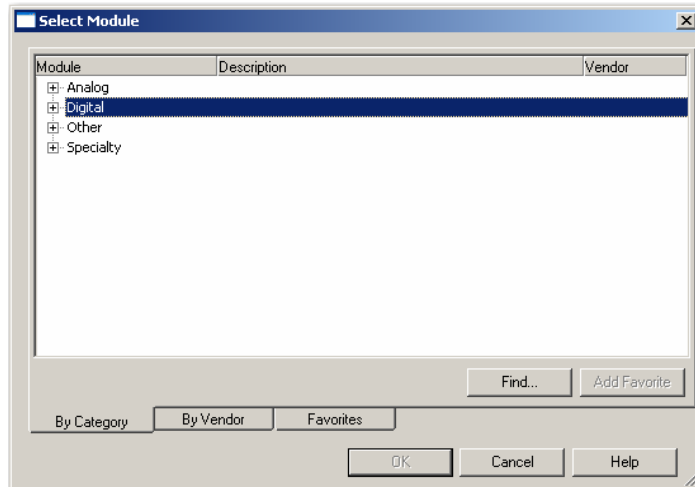 Select Module
Module Description Vendor
Analog
Digital
Other
Specialty
Find... Add Favorite
By Category By Vendor Favorites
OK Cancel Help